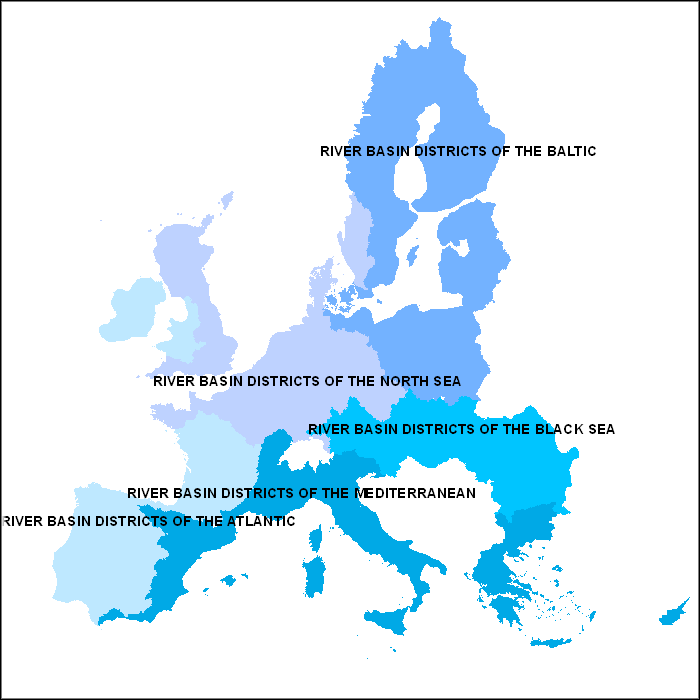 RIVER BASIN DISTRICTS OF THE BALTIC
RIVER BASIN DISTRICTS OF THE NORTH SEA
RIVER BASIN DISTRICTS OF THE BLACK SEA
RIVER BASIN DISTRICTS OF THE MEDITERRANEAN
RIVER BASIN DISTRICTS OF THE ATLANTIC